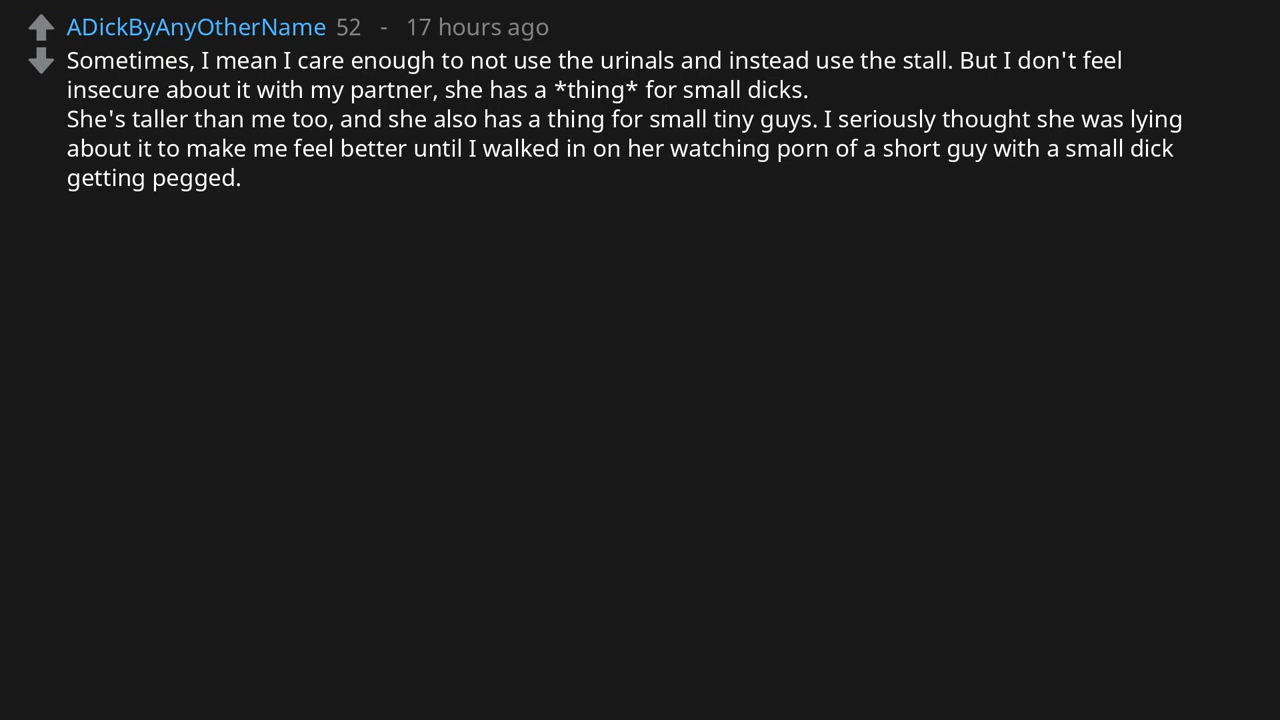 ADickByAnyOtherName 52 - 17 hours ago
Sometimes, I mean I care enough to not use the urinals and instead use the stall. But I don't feel
insecure about it with my partner, she has a *thing* for small dicks.
She's taller than me too, and she also has a thing for small tiny guys. I seriously thought she was lying
about it to make me feel better until I walked in on her watching porn of a short guy with a small dick
getting pegged.